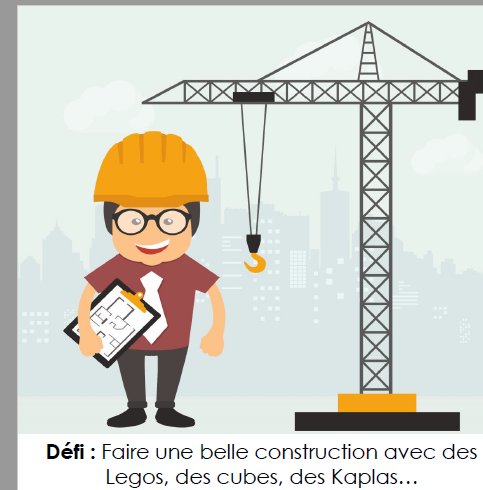 Défi : Faire une belle construction avec des
Legos, des cubes, des Kaplas…